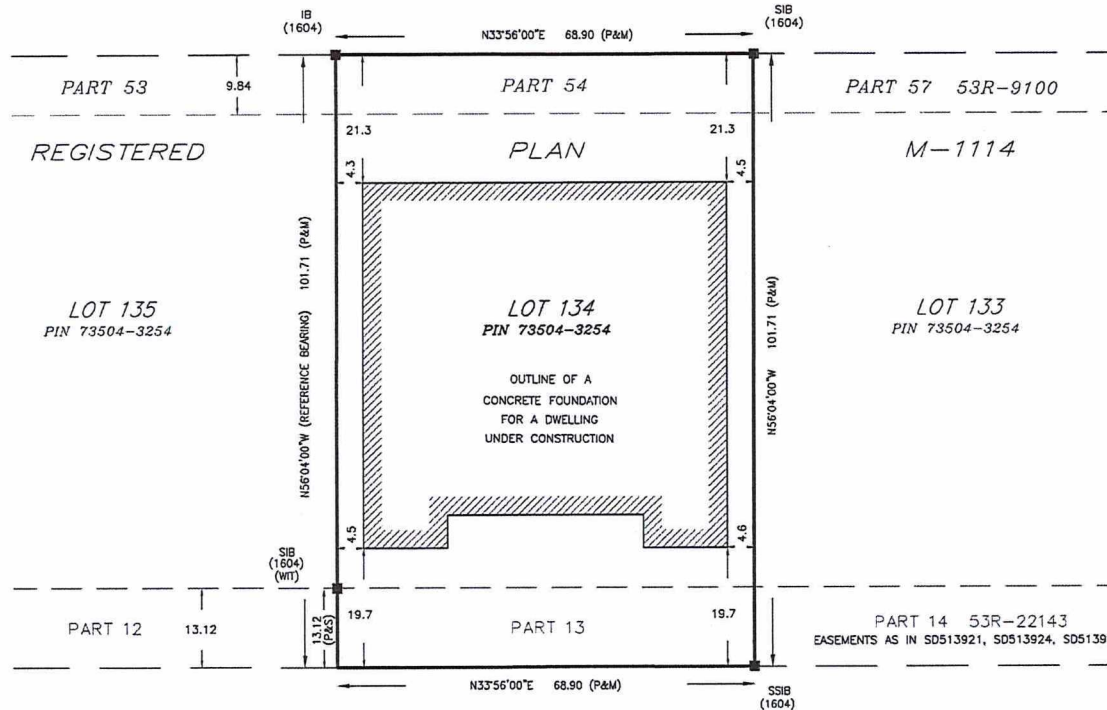 IB
(1604)
N33°56'00"E 68.90 (P&M)
SIB
(1604)
PART 53
9.84
PART 54
PART 57 53R-9100
21.3
21.3
REGISTERED
PLAN
M-1114
4.3
4.5
N56°04'00"W (REFERENCE BEARING) 101.71 (P&M)
N56°04'00"W 101.71 (P&M)
LOT 135
PIN 73504-3254
LOT 134
PIN 73504-3254
LOT 133
PIN 73504-3254
OUTLINE OF A
CONCRETE FOUNDATION
FOR A DWELLING
UNDER CONSTRUCTION
4.5
4.6
SIB
(1604)
(WIT)
PART 12
13.12
13.12
(P&S)
19.7
PART 13
19.7
PART 14 53R-22143
EASEMENTS AS IN SD513921, SD513924, SD5139
N33°56'00"E 68.90 (P&M)
SSIB
(1604)